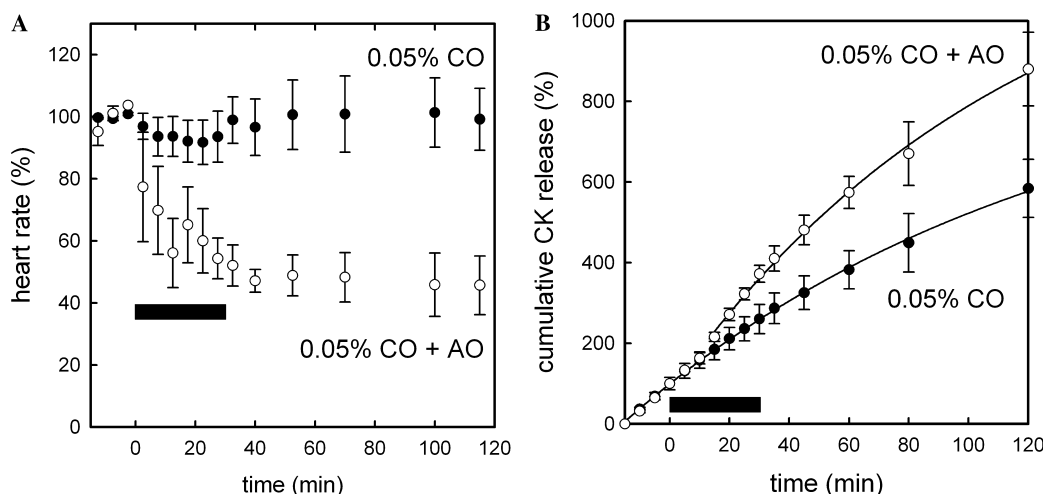 A
heart rate (%)
120
100
80
60
40
20
0
0.05% CO
0.05% CO + AO
0 20 40 60 80 100 120
time (min)
B
cumulative CK release (%)
1000
800
600
400
200
0
0.05% CO + AO
0.05% CO
0 20 40 60 80 100 120
time (min)